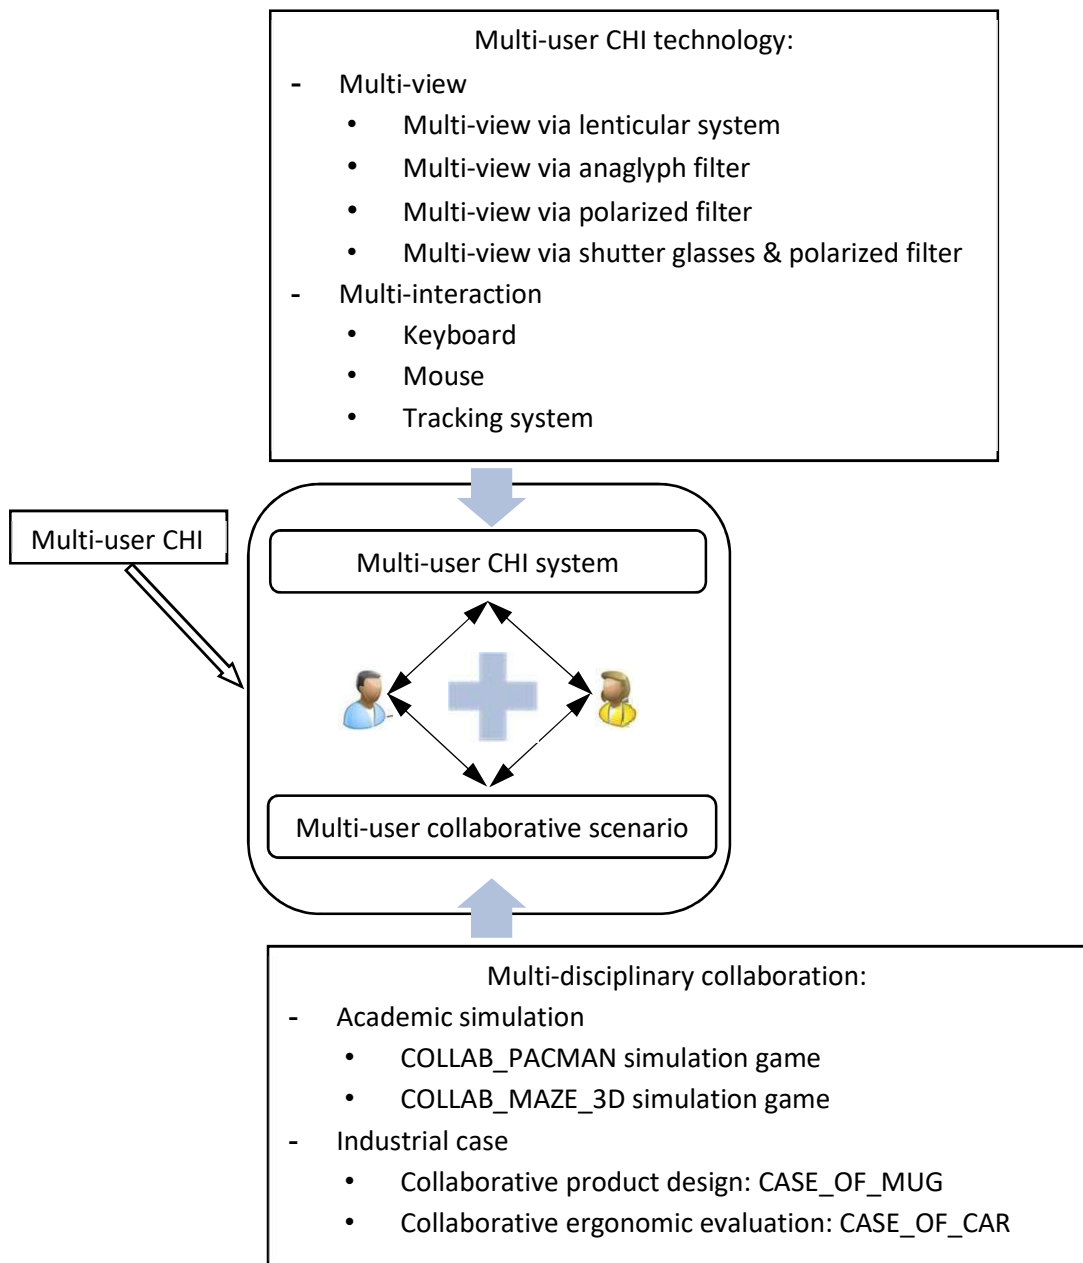 Multi-user CHI technology:
- Multi-view
• Multi-view via lenticular system
• Multi-view via anaglyph filter
• Multi-view via polarized filter
• Multi-view via shutter glasses & polarized filter
- Multi-interaction
• Keyboard
• Mouse
• Tracking system
Multi-user CHI
Multi-user CHI system
Multi-user collaborative scenario
Multi-disciplinary collaboration:
- Academic simulation
• COLLAB_PACMAN simulation game
• COLLAB_MAZE_3D simulation game
- Industrial case
• Collaborative product design: CASE_OF_MUG
• Collaborative ergonomic evaluation: CASE_OF_CAR